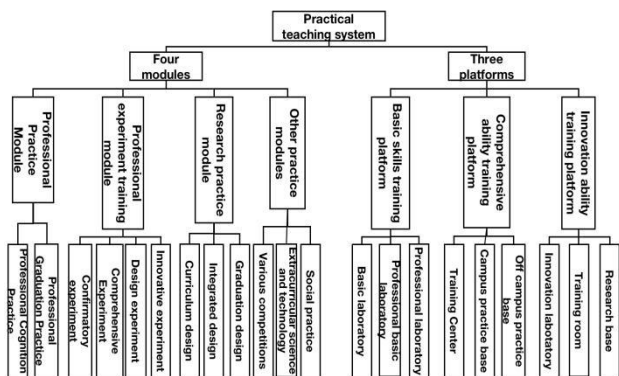 Practical
teaching system
Four
modules
Three
platforms
Professional
Practice
Module
Professional
experiment training
module
Research practice
module
Other practice
modules
Basic skills training
platform
Comprehensive
ability training
platform
Innovation ability
training platform
Professional Cognition
Practice
Professional
Graduation Practice
Confirmatory
experiment
Comprehensive
Experiment
Design experiment
Innovative experiment
Curriculum design
Integrated design
Graduation design
Various competitions
Extracurricular science
and technology
Social practice
Basic laboratory
Professional basic
laboratory
Professional laboratory
Training Center
Campus practice base
Off campus practice
base
Innovation labotatory
Training room
Research base